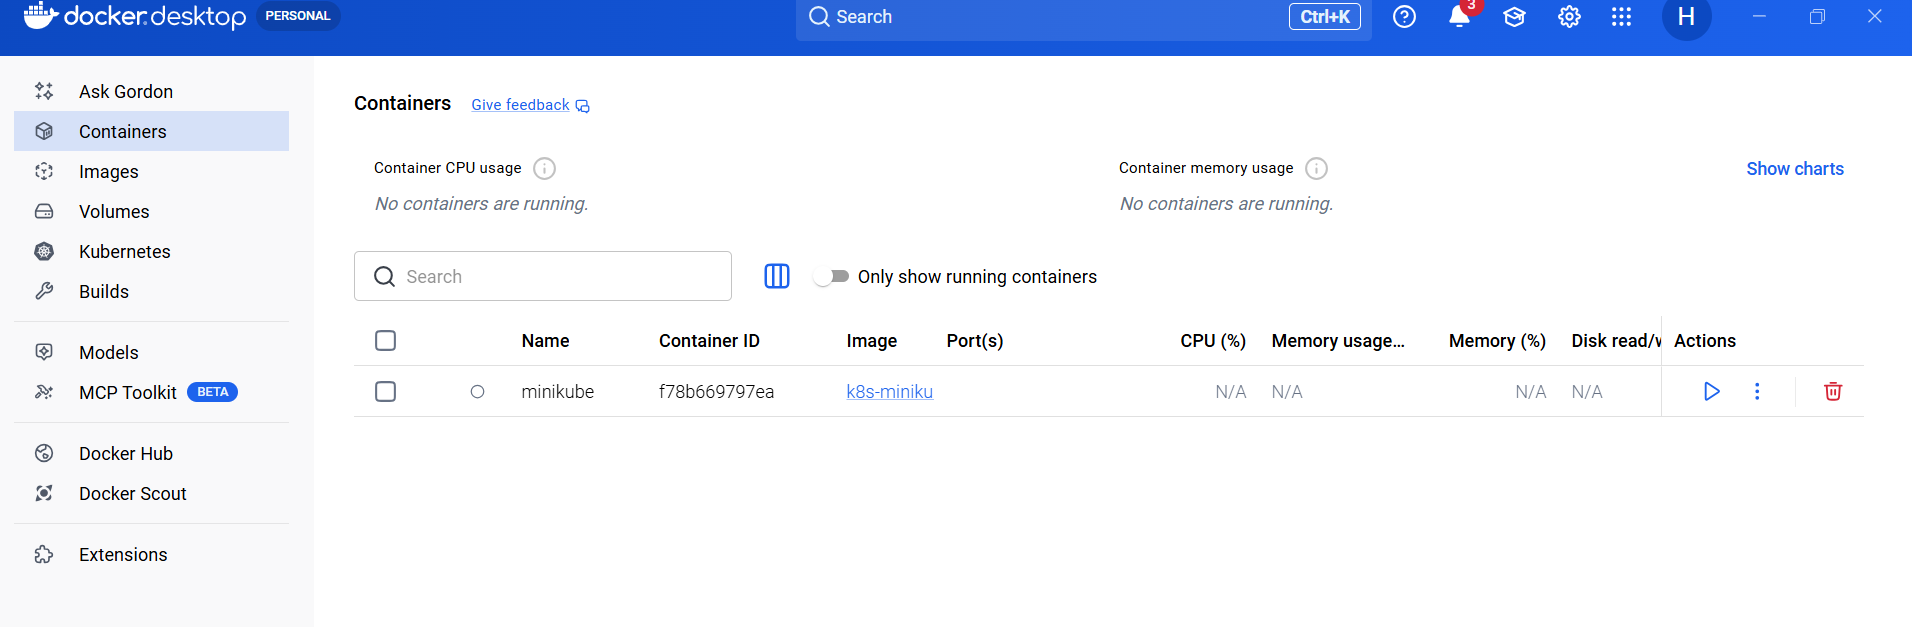 docker.desktop PERSONAL Search Ctrl+K 3 H
Ask Gordon
Containers
Images
Volumes
Kubernetes
Builds
Models
MCP Toolkit BETA
Docker Hub
Docker Scout
Extensions
Containers Give feedback
Container CPU usage Container memory usage Show charts
No containers are running. No containers are running.
Search Only show running containers
Name Container ID Image Port(s) CPU (%) Memory usage... Memory (%) Disk read/w Actions
minikube f78b669797ea k8s-miniku N/A N/A N/A N/A